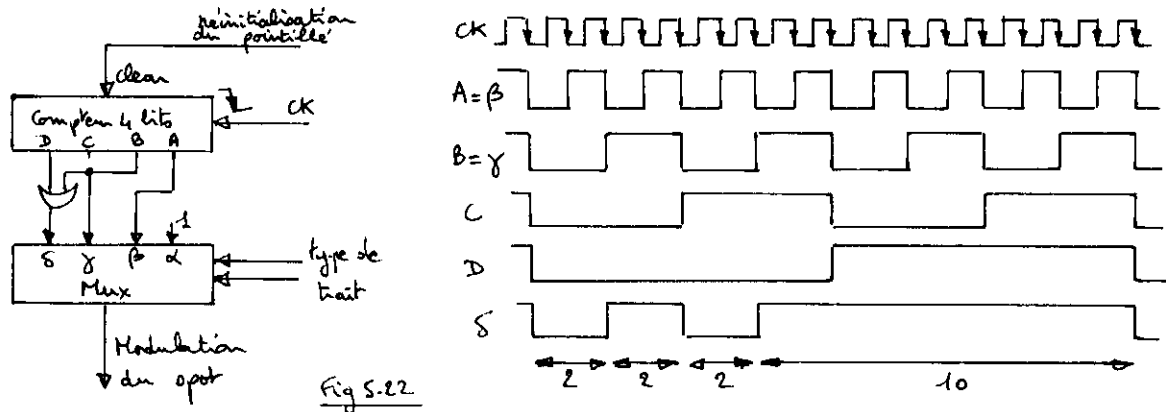 réinitialisation
du pointillé
clear
CK
Compteur 4 bits
D C B A
1
δ γ β α
Mux
type de
trait
Modulation
du spot
Fig 5.22
CK
A=β
B=γ
C
D
δ
2 2 2 10